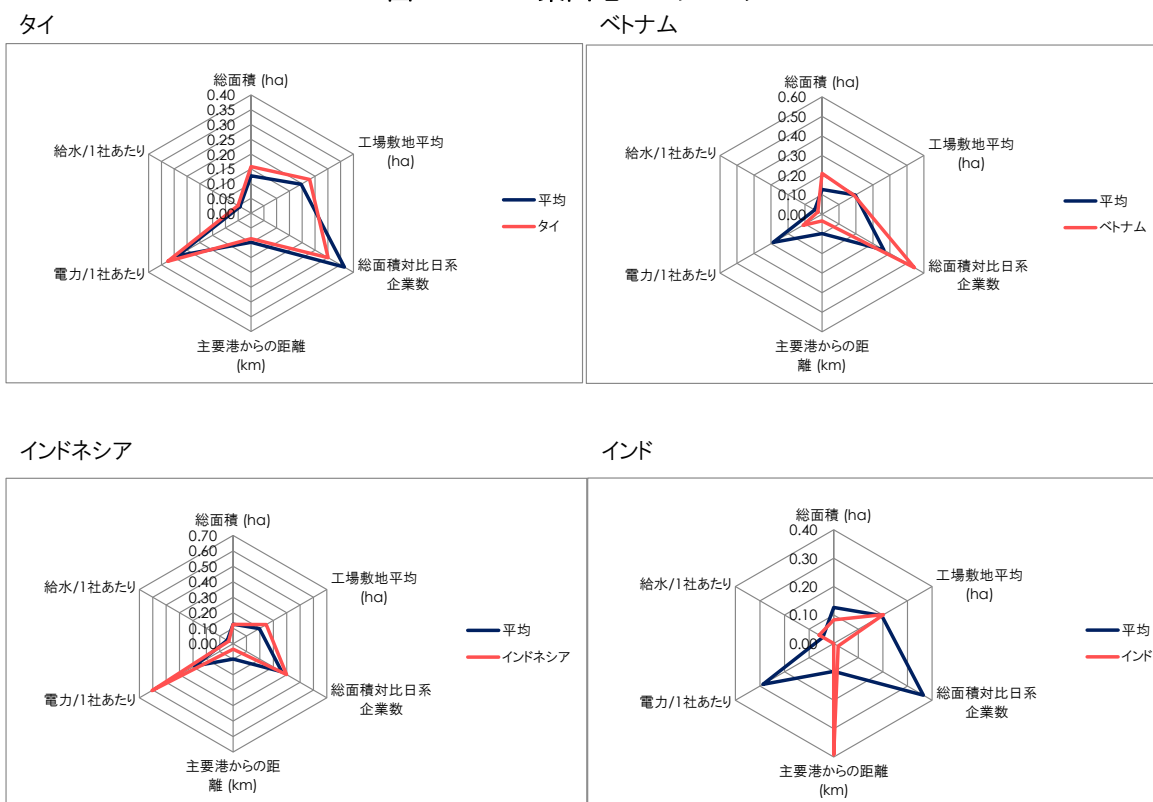 タイ
総面積 (ha)
0.40
0.35
0.30
0.25
0.20
0.15
0.10
0.05
0.00
工場敷地平均
(ha)
総面積対比日系
企業数
主要港からの距離
(km)
電力/1社あたり
給水/1社あたり
平均
タイ
ベトナム
総面積 (ha)
0.60
0.50
0.40
0.30
0.20
0.10
0.00
工場敷地平均
(ha)
総面積対比日系
企業数
主要港からの距
離 (km)
電力/1社あたり
給水/1社あたり
平均
ベトナム
インドネシア
総面積 (ha)
0.70
0.60
0.50
0.40
0.30
0.20
0.10
0.00
工場敷地平均
(ha)
総面積対比日系
企業数
主要港からの距
離 (km)
電力/1社あたり
給水/1社あたり
平均
インドネシア
インド
総面積 (ha)
0.40
0.30
0.20
0.10
0.00
工場敷地平均
(ha)
総面積対比日系
企業数
主要港からの距離
(km)
電力/1社あたり
給水/1社あたり
平均
インド